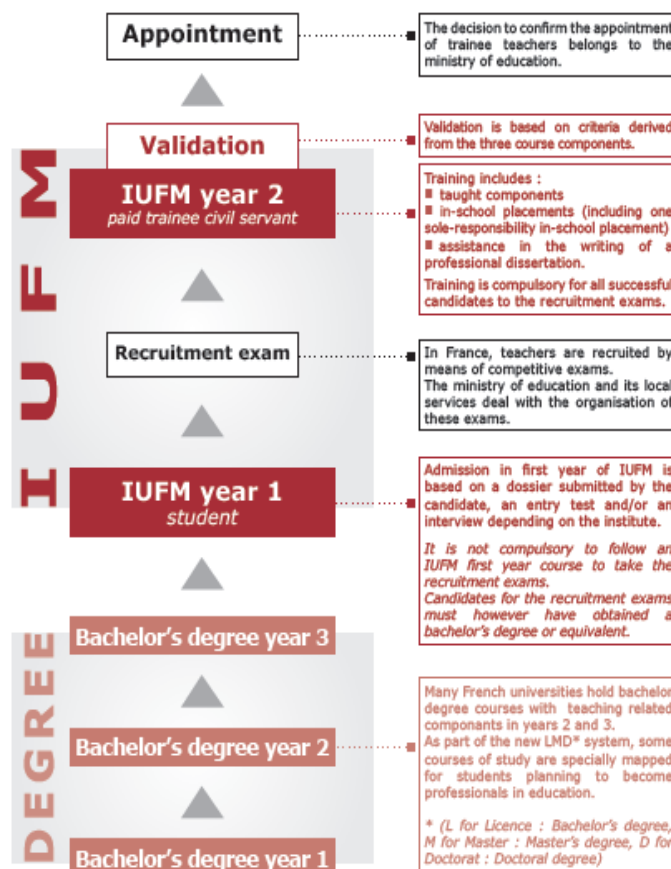 Appointment
The decision to confirm the appointment
of trainee teachers belongs to the
ministry of education.
Validation
Validation is based on criteria derived
from the three course components.
IUFM year 2
paid trainee civil servant
Training includes :
taught components
in-school placements (including one
sole-responsibility in-school placement)
assistance in the writing of a
professional dissertation.
Training is compulsory for all successful
candidates to the recruitment exams.
IUFM
Recruitment exam
In France, teachers are recruited by
means of competitive exams.
The ministry of education and its local
services deal with the organisation of
these exams.
IUFM year 1
student
Admission in first year of IUFM is
based on a dossier submitted by the
candidate, an entry test and/or an
interview depending on the institute.
It is not compulsory to follow an
IUFM first year course to take the
recruitment exams.
Candidates for the recruitment exams
must however have obtained a
bachelor's degree or equivalent.
DEGREE
Bachelor's degree year 3
Bachelor's degree year 2
Many French universities hold bachelor
degree courses with teaching related
componants in years 2 and 3.
As part of the new LMD* system, some
courses of study are specially mapped
for students planning to become
professionals in education.
* (L for Licence : Bachelor's degree,
M for Master : Master's degree, D for
Doctorat : Doctoral degree)
Bachelor's degree year 1